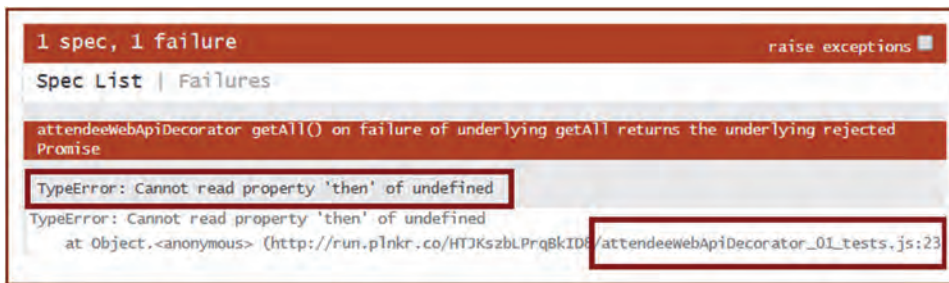 1 spec, 1 failure
raise exceptions
Spec List | Failures
attendeeWebApiDecorator getAll() on failure of underlying getAll returns the underlying rejected
Promise
TypeError: Cannot read property 'then' of undefined
TypeError: Cannot read property 'then' of undefined
at Object.<anonymous> (http://run.plnkr.co/HTJKszbLPrqBkID8/attendeeWebApiDecorator_01_tests.js:23